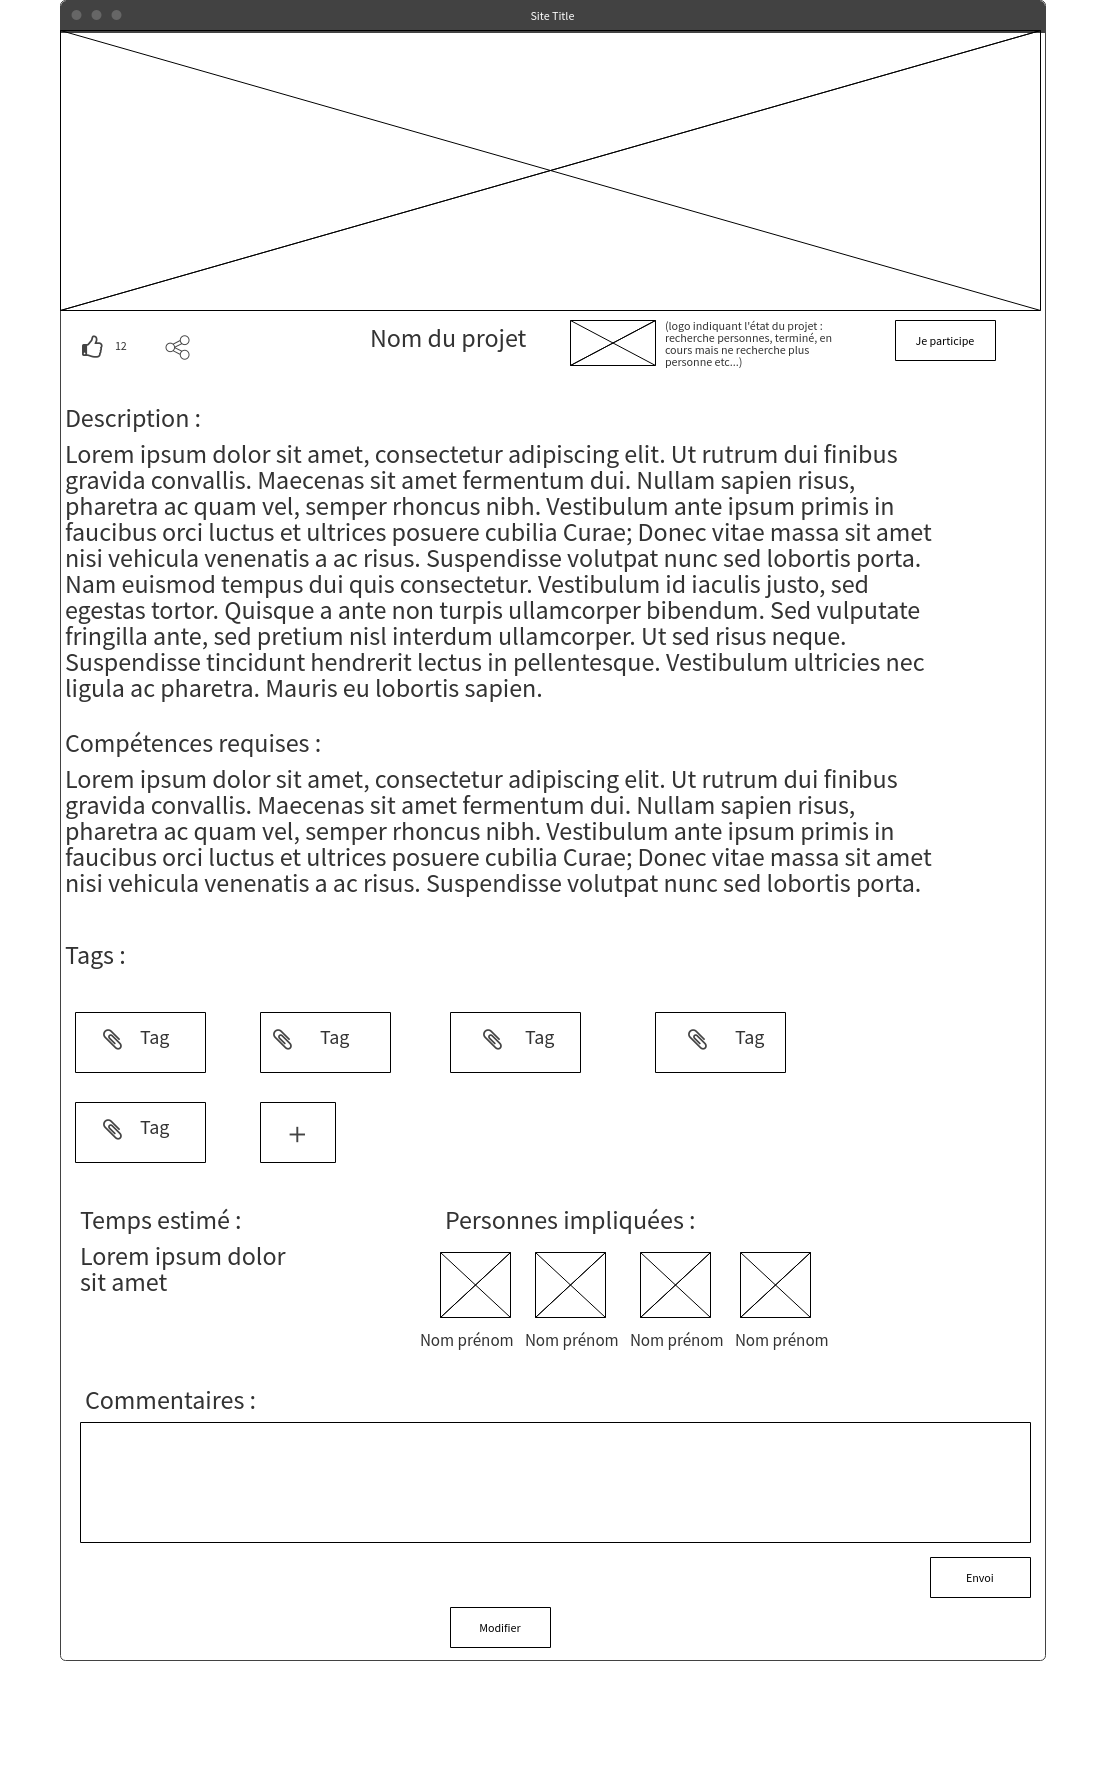 Site Title
12
Nom du projet
(logo indiquant l'état du projet :
recherche personnes, terminé, en
cours mais ne recherche plus
personne etc...)
Je participe
Description :
Lorem ipsum dolor sit amet, consectetur adipiscing elit. Ut rutrum dui finibus
gravida convallis. Maecenas sit amet fermentum dui. Nullam sapien risus,
pharetra ac quam vel, semper rhoncus nibh. Vestibulum ante ipsum primis in
faucibus orci luctus et ultrices posuere cubilia Curae; Donec vitae massa sit amet
nisi vehicula venenatis a ac risus. Suspendisse volutpat nunc sed lobortis porta.
Nam euismod tempus dui quis consectetur. Vestibulum id iaculis justo, sed
egestas tortor. Quisque a ante non turpis ullamcorper bibendum. Sed vulputate
fringilla ante, sed pretium nisl interdum ullamcorper. Ut sed risus neque.
Suspendisse tincidunt hendrerit lectus in pellentesque. Vestibulum ultricies nec
ligula ac pharetra. Mauris eu lobortis sapien.
Compétences requises :
Lorem ipsum dolor sit amet, consectetur adipiscing elit. Ut rutrum dui finibus
gravida convallis. Maecenas sit amet fermentum dui. Nullam sapien risus,
pharetra ac quam vel, semper rhoncus nibh. Vestibulum ante ipsum primis in
faucibus orci luctus et ultrices posuere cubilia Curae; Donec vitae massa sit amet
nisi vehicula venenatis a ac risus. Suspendisse volutpat nunc sed lobortis porta.
Tags :
Tag
Tag
Tag
Tag
Tag
+
Temps estimé :
Lorem ipsum dolor
sit amet
Personnes impliquées :
Nom prénom
Nom prénom
Nom prénom
Nom prénom
Commentaires :
Envoi
Modifier